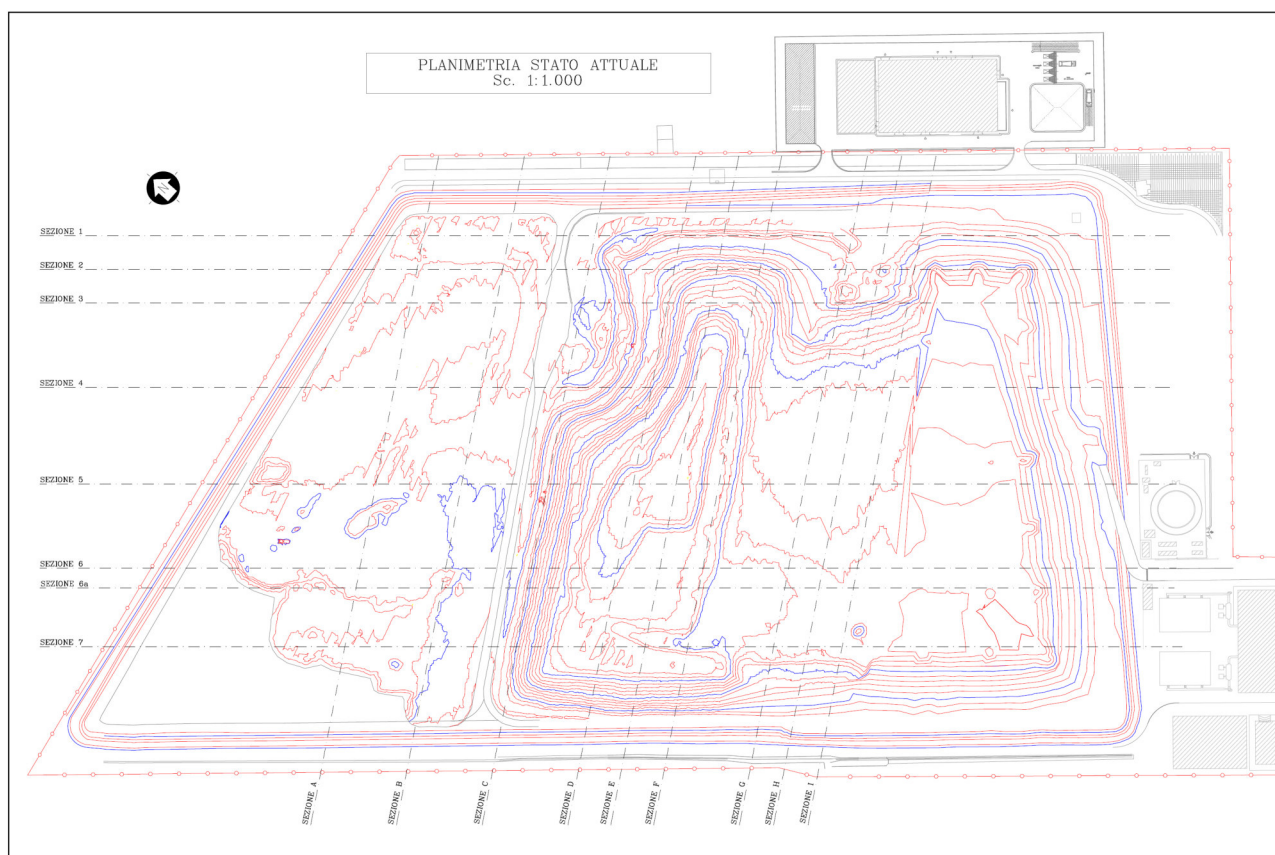 PLANIMETRIA STATO ATTUALE
Sc. 1:1.000
N
SEZIONE 1
SEZIONE 2
SEZIONE 3
SEZIONE 4
SEZIONE 5
SEZIONE 6
SEZIONE 6a
SEZIONE 7
SEZIONE A
SEZIONE B
SEZIONE C
SEZIONE D
SEZIONE E
SEZIONE F
SEZIONE G
SEZIONE H
SEZIONE I